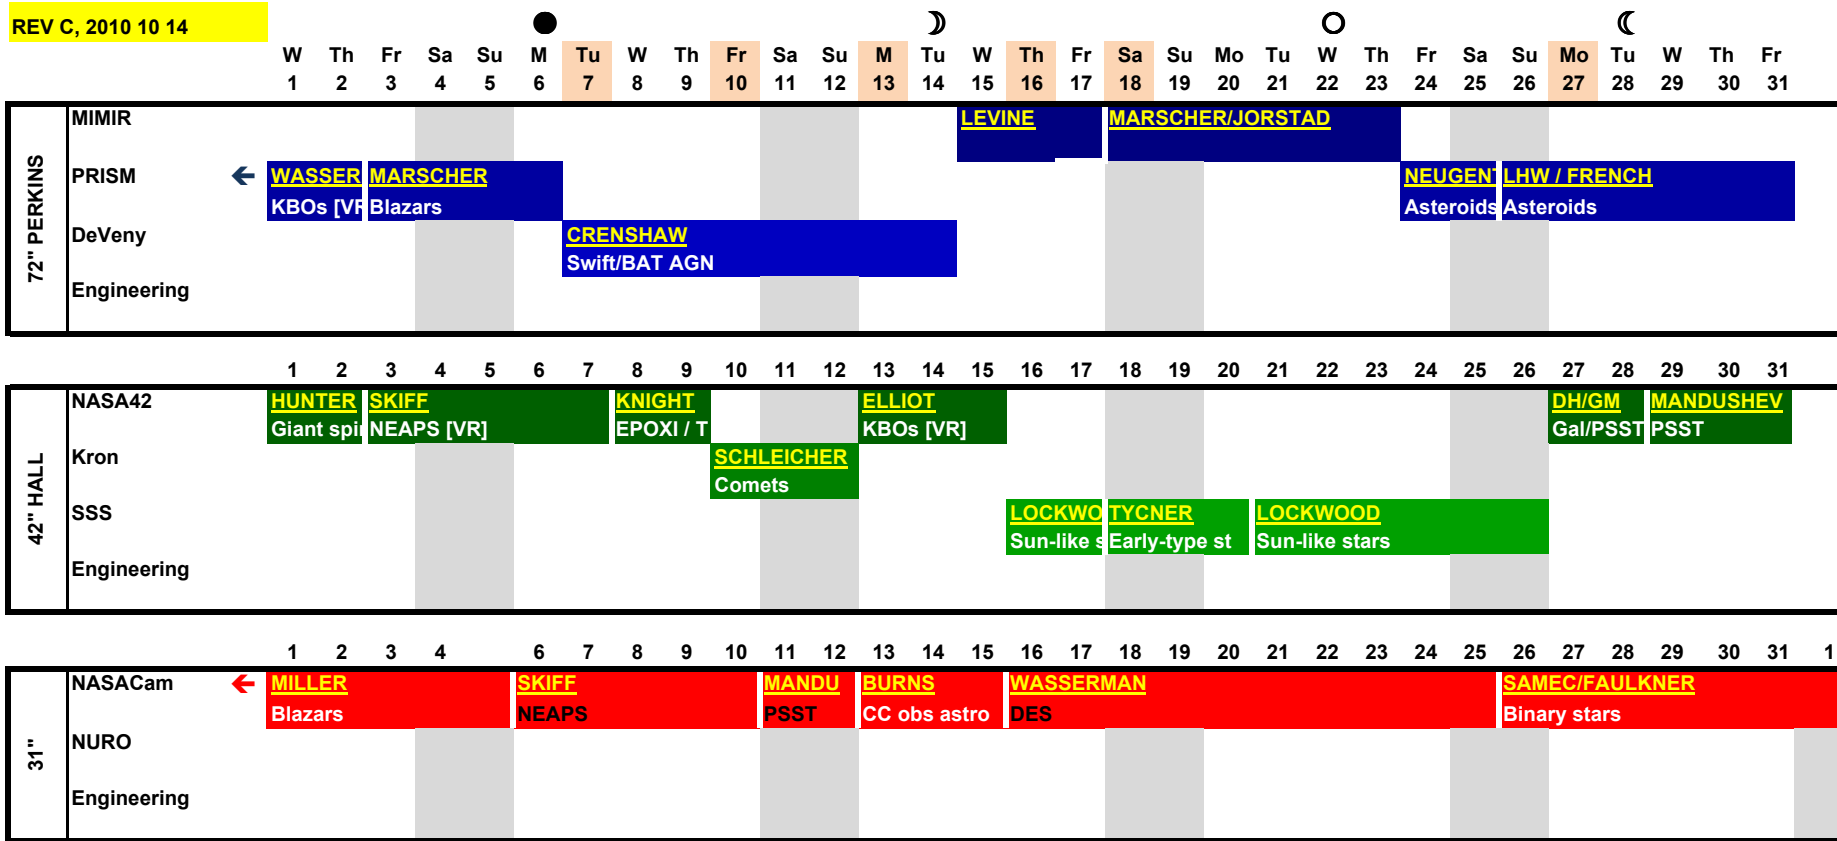 REV C, 2010 10 14
W Th Fr Sa Su M Tu W Th Fr Sa Su M Tu W Th Fr Sa Su Mo Tu W Th Fr Sa Su Mo Tu W Th Fr
1 2 3 4 5 6 7 8 9 10 11 12 13 14 15 16 17 18 19 20 21 22 23 24 25 26 27 28 29 30 31
72" PERKINS
MIMIR LEVINE MARSCHER/JORSTAD
PRISM WASSER MARSCHER NEUGENT LHW / FRENCH
KBOs [VR Blazars Asteroids Asteroids
DeVeny CRENSHAW
Swift/BAT AGN
Engineering
1 2 3 4 5 6 7 8 9 10 11 12 13 14 15 16 17 18 19 20 21 22 23 24 25 26 27 28 29 30 31
42" HALL
NASA42 HUNTER SKIFF KNIGHT ELLIOT DH/GM MANDUSHEV
Giant spi NEAPS [VR] EPOXI / T KBOs [VR] Gal/PSST PSST
Kron SCHLEICHER
Comets
SSS LOCKWO TYCNER LOCKWOOD
Sun-like s Early-type st Sun-like stars
Engineering
1 2 3 4 6 7 8 9 10 11 12 13 14 15 16 17 18 19 20 21 22 23 24 25 26 27 28 29 30 31 1
31"
NASACam MILLER SKIFF MANDU BURNS WASSERMAN SAMEC/FAULKNER
Blazars NEAPS PSST CC obs astro DES Binary stars
NURO
Engineering